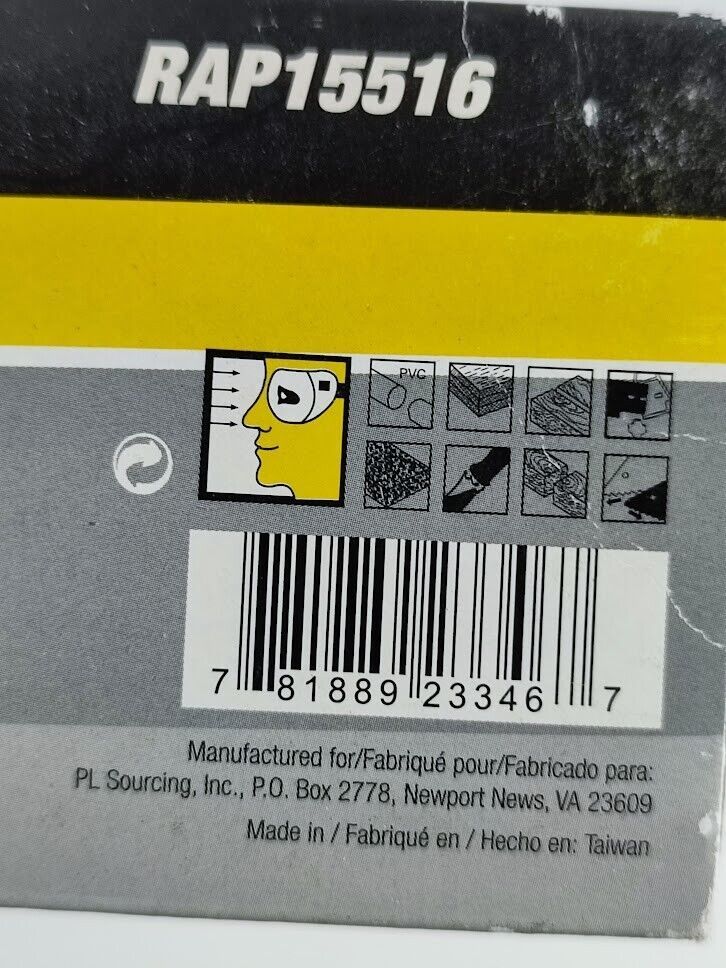 RAP15516
PVC
7 81889 23346 7
Manufactured for/Fabriqué pour/Fabricado para:
PL Sourcing, Inc., P.O. Box 2778, Newport News, VA 23609
Made in / Fabriqué en / Hecho en: Taiwan